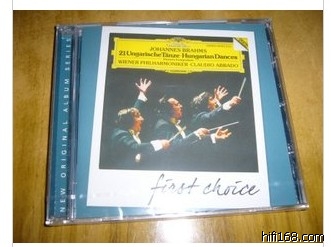 JOHANNES BRAHMS
21 Ungarische Tänze · Hungarian Dances
WIENER PHILHARMONIKER · CLAUDIO ABBADO
first choice
NEW ORIGINAL ALBUM SERIES
hifi168.com